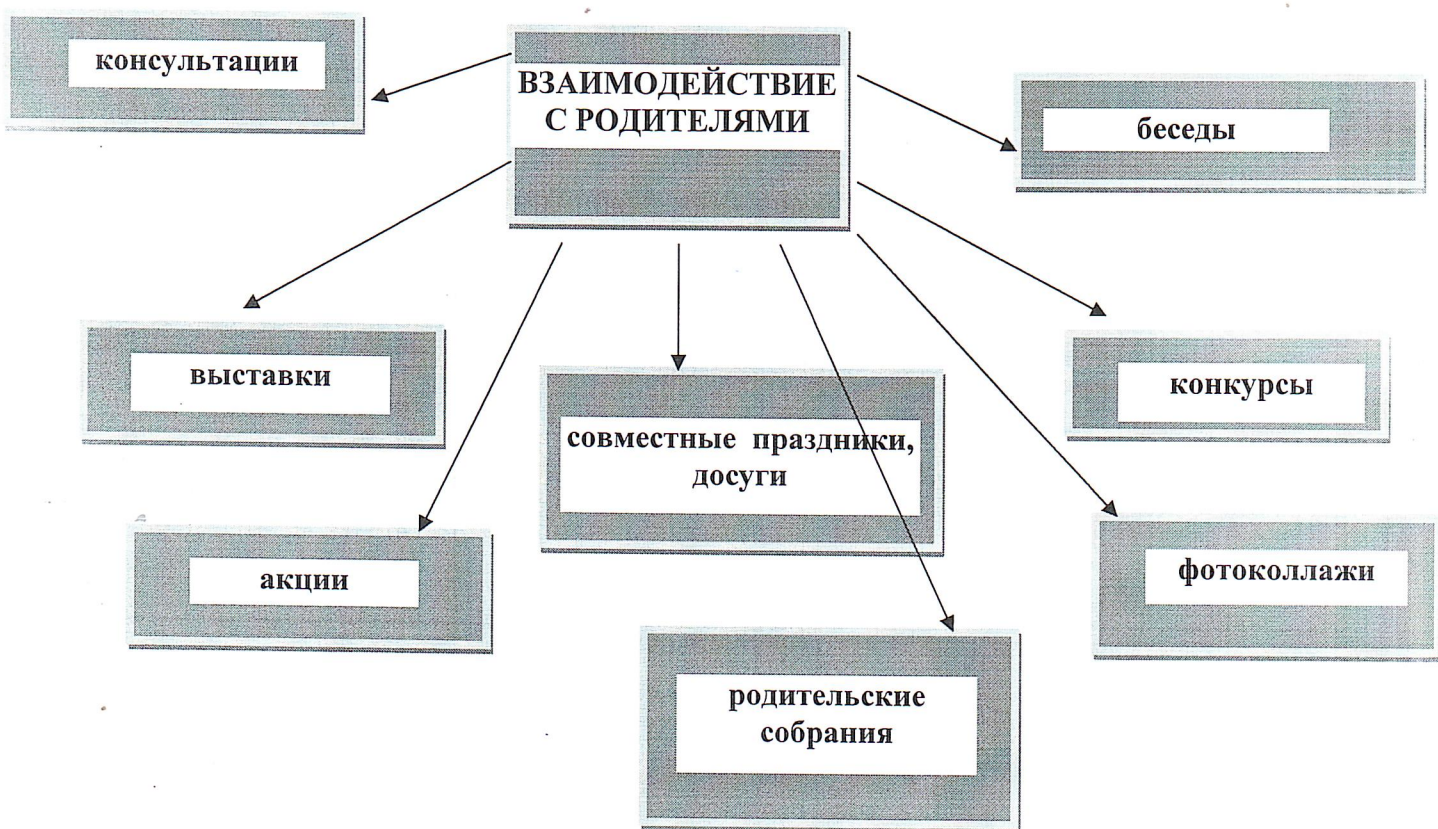 консультации
ВЗАИМОДЕЙСТВИЕ
С РОДИТЕЛЯМИ
беседы
выставки
совместные праздники,
досуги
конкурсы
акции
фотоколлажи
родительские
собрания